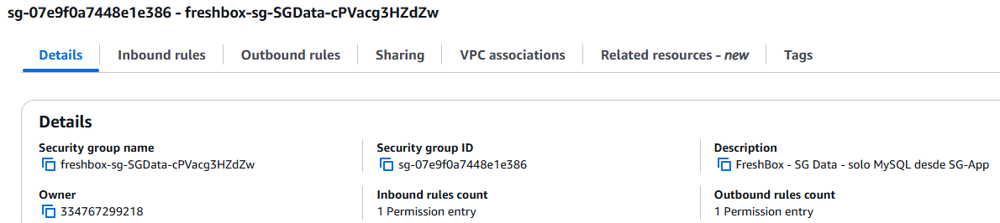 sg-07e9f0a7448e1e386 - freshbox-sg-SGData-cPVacg3HZdZw
Details Inbound rules Outbound rules Sharing VPC associations Related resources - new Tags
Details
Security group name Security group ID Description
freshbox-sg-SGData-cPVacg3HZdZw sg-07e9f0a7448e1e386 FreshBox - SG Data - solo MySQL desde SG-App
Owner Inbound rules count Outbound rules count
334767299218 1 Permission entry 1 Permission entry